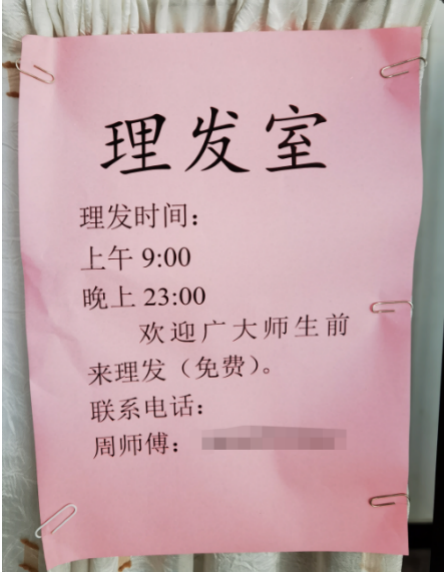 理发室
理发时间：
上午 9:00
晚上 23:00
欢迎广大师生前
来理发（免费）。
联系电话：
周师傅：